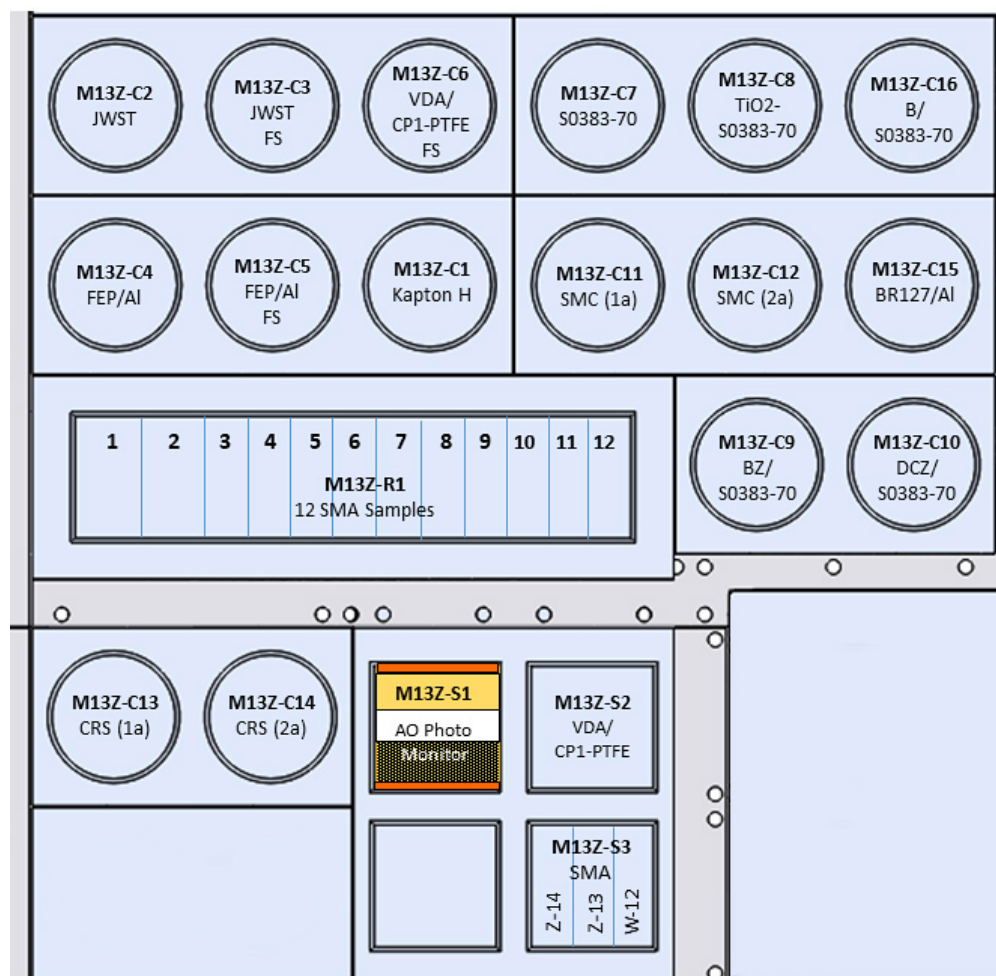 M13Z-C2
JWST
M13Z-C3
JWST
FS
M13Z-C6
VDA/
CP1-PTFE
FS
M13Z-C7
S0383-70
M13Z-C8
TiO2-
S0383-70
M13Z-C16
B/
S0383-70
M13Z-C4
FEP/Al
M13Z-C5
FEP/Al
FS
M13Z-C1
Kapton H
M13Z-C11
SMC (1a)
M13Z-C12
SMC (2a)
M13Z-C15
BR127/Al
1 2 3 4 5 6 7 8 9 10 11 12
M13Z-R1
12 SMA Samples
M13Z-C9
BZ/
S0383-70
M13Z-C10
DCZ/
S0383-70
M13Z-C13
CRS (1a)
M13Z-C14
CRS (2a)
M13Z-S1
AO Photo
Monitor
M13Z-S2
VDA/
CP1-PTFE
M13Z-S3
SMA
Z-14
Z-13
W-12